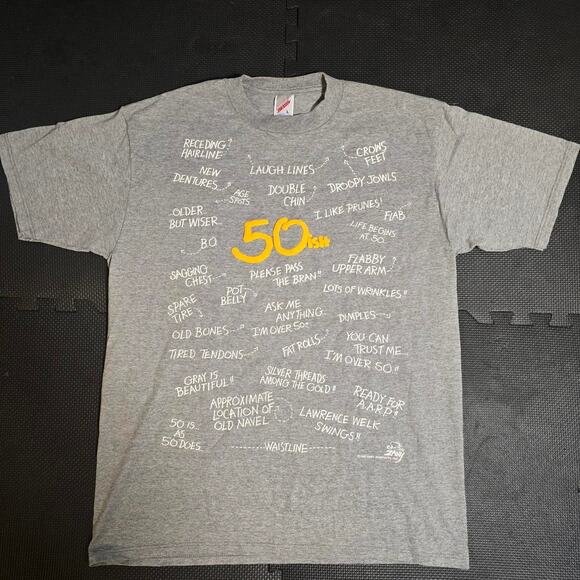 RECEDING
HAIRLINE
CROWS
FEET
LAUGH LINES
NEW
DENTURES
AGE
SPOTS
DOUBLE
CHIN
DROOPY JOWLS
OLDER..
BUT WISER
I LIKE PRUNES!
FLAB
LIFE BEGINS
AT 50..
50ISH
B.O
FLABBY
UPPER ARM
SAGGING
CHEST
PLEASE PASS
THE BRAN!!
LOTS OF WRINKLES!!
SPARE
TIRE
POT
BELLY
ASK ME
ANYTHING..
I'M OVER 50!
DIMPLES
OLD BONES
YOU CAN
TRUST ME...
I'M OVER 50!!
TIRED TENDONS
FAT ROLLS
GRAY IS
BEAUTIFUL!!
SILVER THREADS
AMONG THE GOLD!!
READY FOR
A.A.R.P!!
APPROXIMATE
LOCATION OF
OLD NAVEL
LAWRENCE WELK
SWINGS!!
50 IS...
AS
50 DOES
WAISTLINE